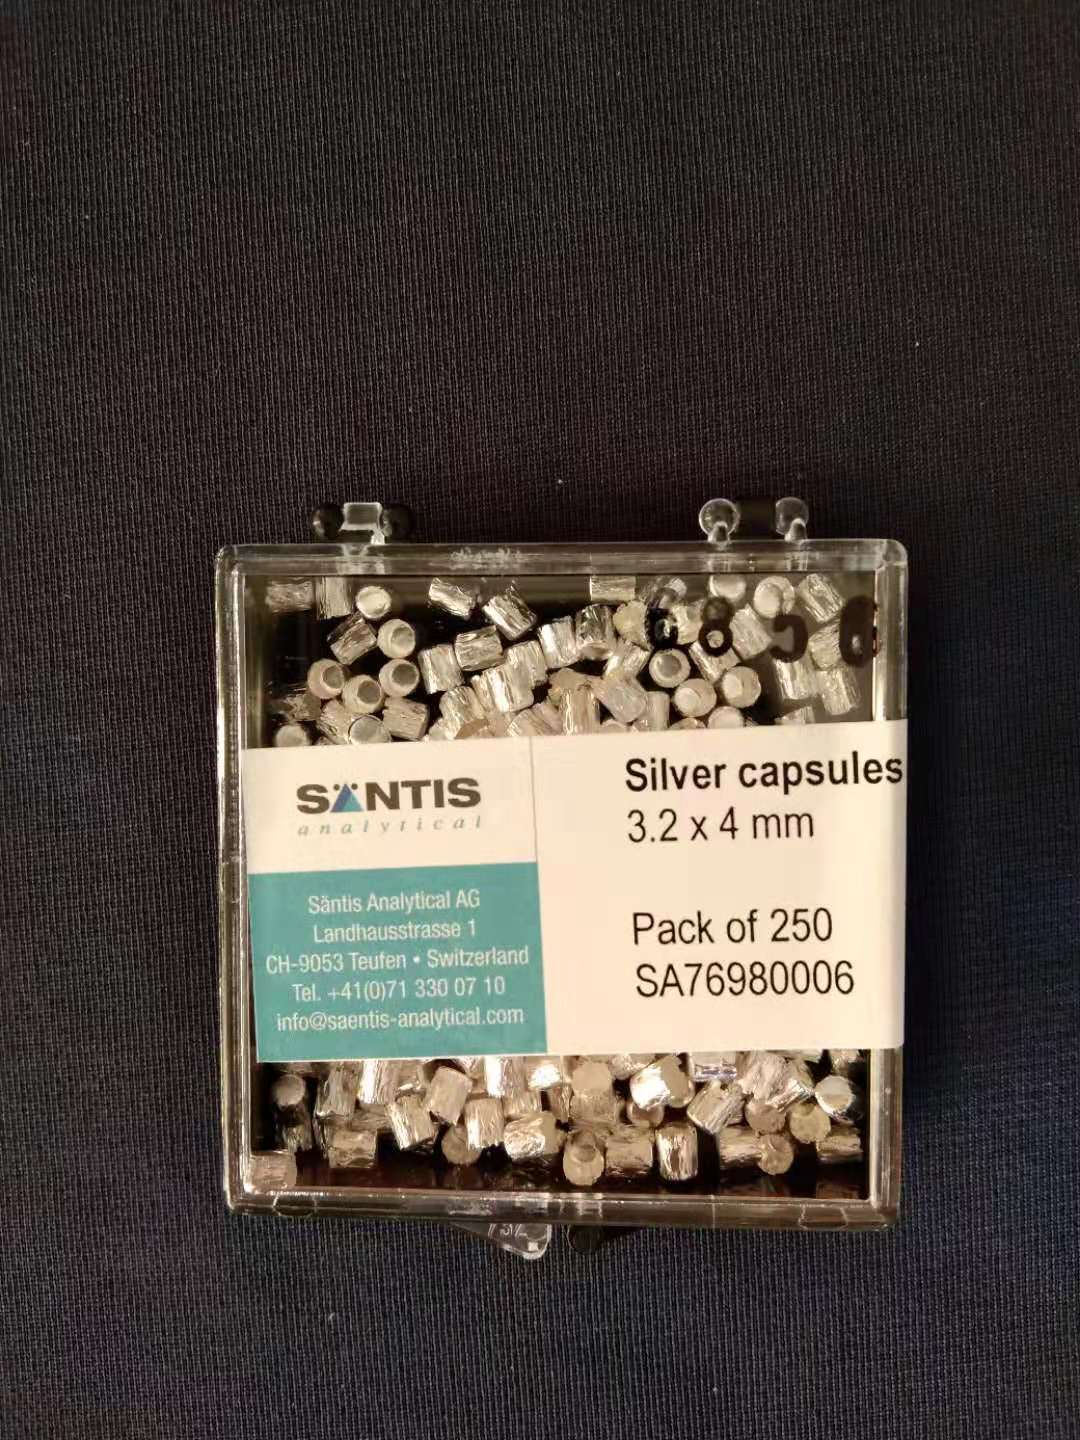 SÄNTIS
analytical
Säntis Analytical AG
Landhausstrasse 1
CH-9053 Teufen • Switzerland
Tel. +41(0)71 330 07 10
info@saentis-analytical.com
Silver capsules
3.2 x 4 mm
Pack of 250
SA76980006